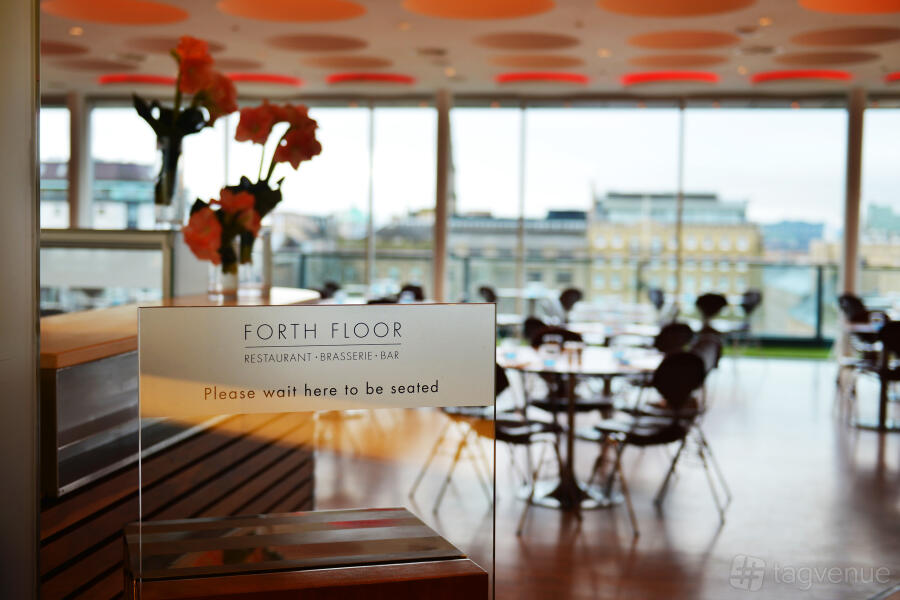 FORTH FLOOR
RESTAURANT · BRASSERIE · BAR
Please wait here to be seated
# tagvenue